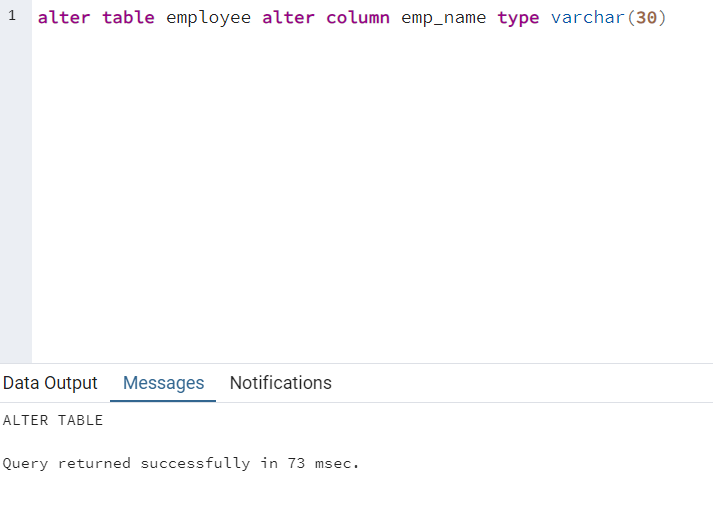 1 alter table employee alter column emp_name type varchar(30)
Data Output Messages Notifications
ALTER TABLE
Query returned successfully in 73 msec.